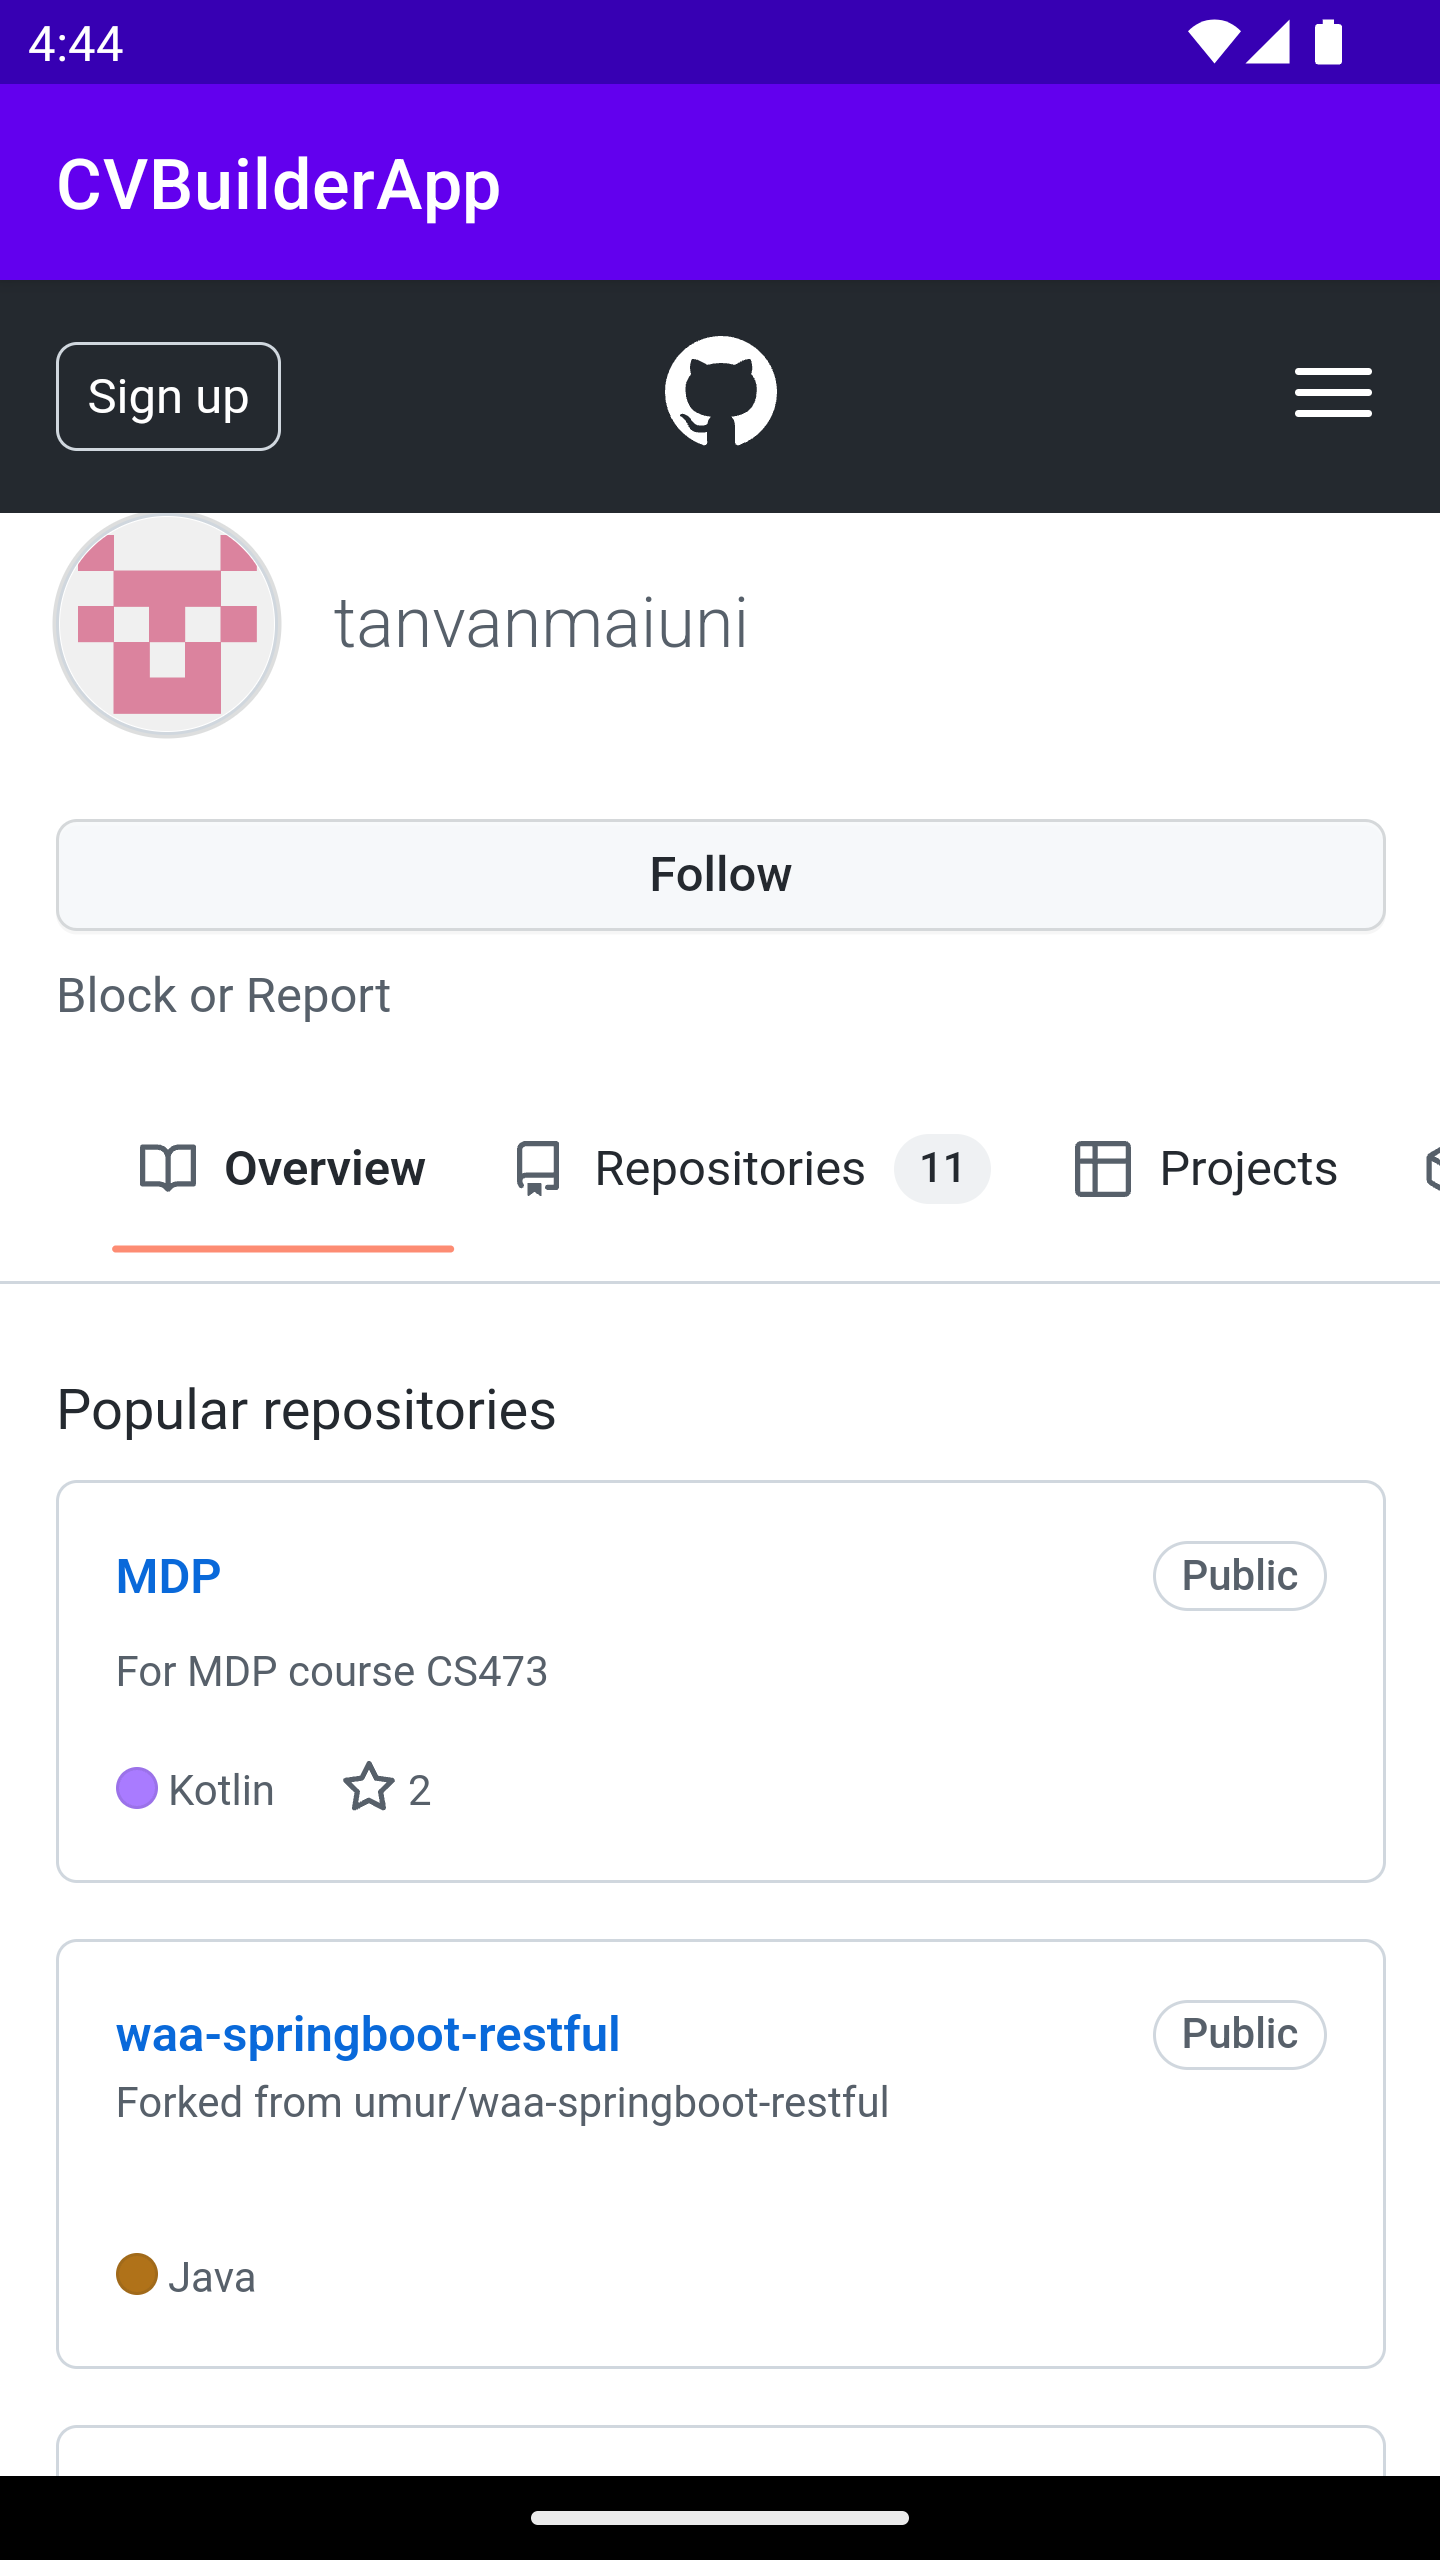 4:44
CVBuilderApp
Sign up
tanvanmaiuni
Follow
Block or Report
Overview
Repositories 11
Projects
Popular repositories
MDP
Public
For MDP course CS473
Kotlin
2
waa-springboot-restful
Public
Forked from umur/waa-springboot-restful
Java